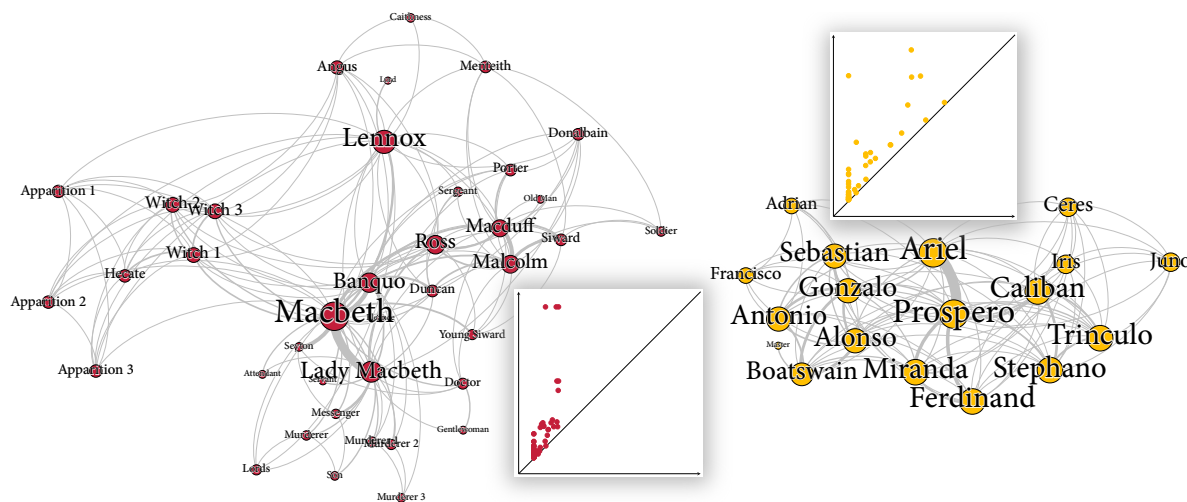 Caithness
Angus
Menteith
Lord
Lennox
Donalbain
Porter
Apparition 1
Sergeant
Old Man
Witch 2
Witch 3
Macduff
Ross
Siward
Soldier
Witch 1
Malcolm
Hecate
Banquo
Duncan
Apparition 2
Macbeth
Young Siward
Seyton
Apparition 3
Attendant
Servant
Lady Macbeth
Doctor
Messenger
Gentlewoman
Murderer
Murderer 1
Murderer 2
Lords
Son
Murderer 3
Adrian
Ceres
Sebastian
Ariel
Iris
Juno
Francisco
Gonzalo
Caliban
Antonio
Prospero
Master
Alonso
Trinculo
Boatswain
Miranda
Stephano
Ferdinand